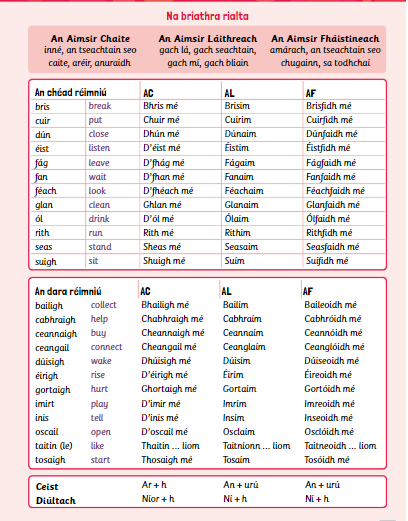 Na briathra rialta
An Aimsir Chaite An Aimsir Láithreach An Aimsir Fháistineach
inné, an tseachtain seo gach lá, gach seachtain, amárach, an tseachtain seo
caite, aréir, anuraidh gach mí, gach bliain chugainn, sa todhchaí
An chéad réimniú AC AL AF
bris break Bhris mé Brisim Brisfidh mé
cuir put Chuir mé Cuirim Cuirfidh mé
dún close Dhún mé Dúnaim Dúnfaidh mé
éist listen D'éist mé Éistim Éistfidh mé
fág leave D'fhág mé Fágaim Fágfaidh mé
fan wait D'fhan mé Fanaim Fanfaidh mé
féach look D'fhéach mé Féachaim Féachfaidh mé
glan clean Ghlan mé Glanaim Glanfaidh mé
ól drink D'ól mé Ólaim Ólfaidh mé
rith run Rith mé Rithim Rithfidh mé
seas stand Sheas mé Seasaim Seasfaidh mé
suigh sit Shuigh mé Suím Suífidh mé
An dara réimniú AC AL AF
bailigh collect Bhailigh mé Bailím Baileoidh mé
cabhraigh help Chabhraigh mé Cabhraím Cabhróidh mé
ceannaigh buy Cheannaigh mé Ceannaím Ceannóidh mé
ceangail connect Cheangail mé Ceanglaím Ceanglóidh mé
dúisigh wake Dhúisigh mé Dúisím Dúiseoidh mé
éirigh rise D'éirigh mé Éirím Éireoidh mé
gortaigh hurt Ghortaigh mé Gortaím Gortóidh mé
imirt play D'imir mé Imrím Imreoidh mé
inis tell D'inis mé Insím Inseoidh mé
oscail open D'oscail mé Osclaím Osclóidh mé
taitin (le) like Thaitin ... liom Taitníonn ... liom Taitneoidh ... liom
tosaigh start Thosaigh mé Tosaím Tosóidh mé
Ceist Ar + h An + urú An + urú
Diúltach Níor + h Ní + h Ní + h